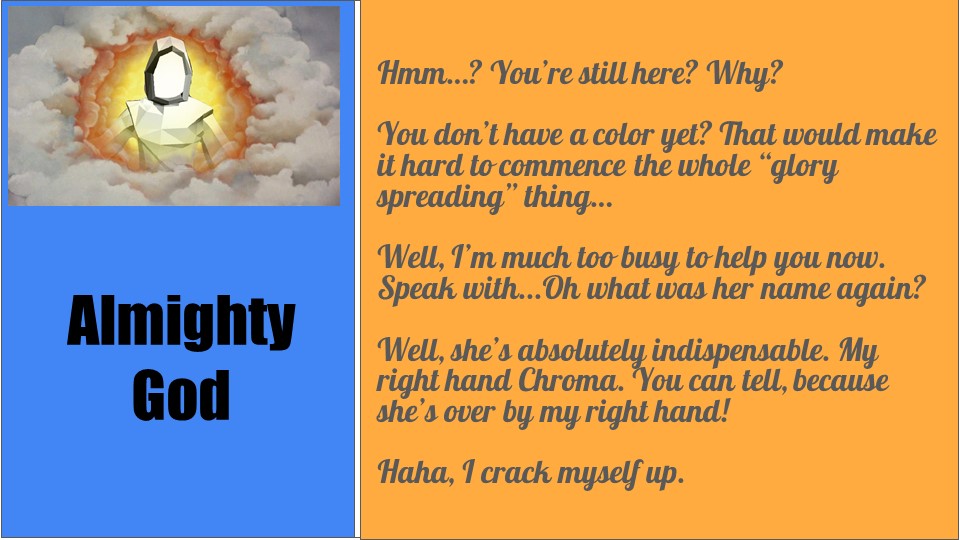 Almighty
God
Hmm...? You're still here? Why?
You don't have a color yet? That would make
it hard to commence the whole “glory
spreading” thing...
Well, I'm much too busy to help you now.
Speak with...Oh what was her name again?
Well, she's absolutely indispensable. My
right hand Chroma. You can tell, because
she's over by my right hand!
Haha, I crack myself up.